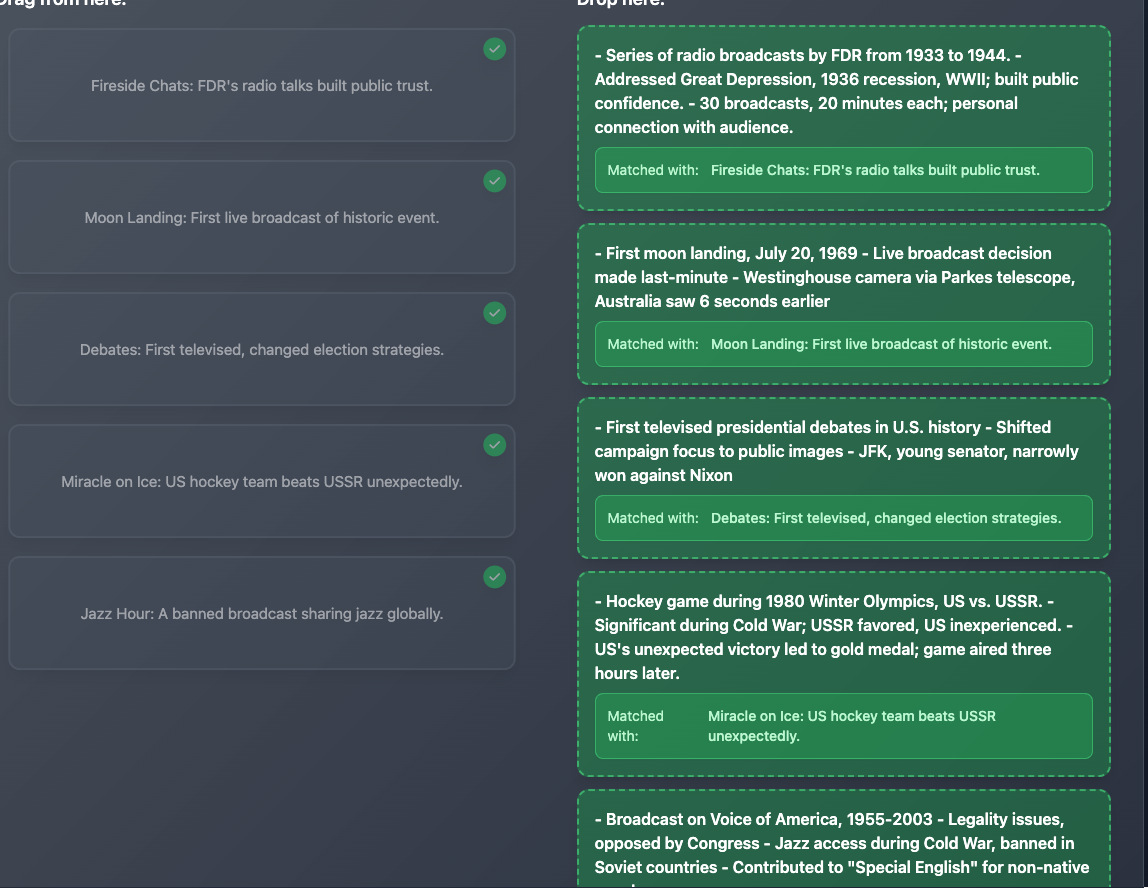 Drag from here:
Fireside Chats: FDR's radio talks built public trust.
Moon Landing: First live broadcast of historic event.
Debates: First televised, changed election strategies.
Miracle on Ice: US hockey team beats USSR unexpectedly.
Jazz Hour: A banned broadcast sharing jazz globally.
Drop here:
- Series of radio broadcasts by FDR from 1933 to 1944. -
Addressed Great Depression, 1936 recession, WWII; built public
confidence. - 30 broadcasts, 20 minutes each; personal
connection with audience.
Matched with: Fireside Chats: FDR's radio talks built public trust.
- First moon landing, July 20, 1969 - Live broadcast decision
made last-minute - Westinghouse camera via Parkes telescope,
Australia saw 6 seconds earlier
Matched with: Moon Landing: First live broadcast of historic event.
- First televised presidential debates in U.S. history - Shifted
campaign focus to public images - JFK, young senator, narrowly
won against Nixon
Matched with: Debates: First televised, changed election strategies.
- Hockey game during 1980 Winter Olympics, US vs. USSR. -
Significant during Cold War; USSR favored, US inexperienced. -
US's unexpected victory led to gold medal; game aired three
hours later.
Matched
with:
Miracle on Ice: US hockey team beats USSR
unexpectedly.
- Broadcast on Voice of America, 1955-2003 - Legality issues,
opposed by Congress - Jazz access during Cold War, banned in
Soviet countries - Contributed to "Special English" for non-native